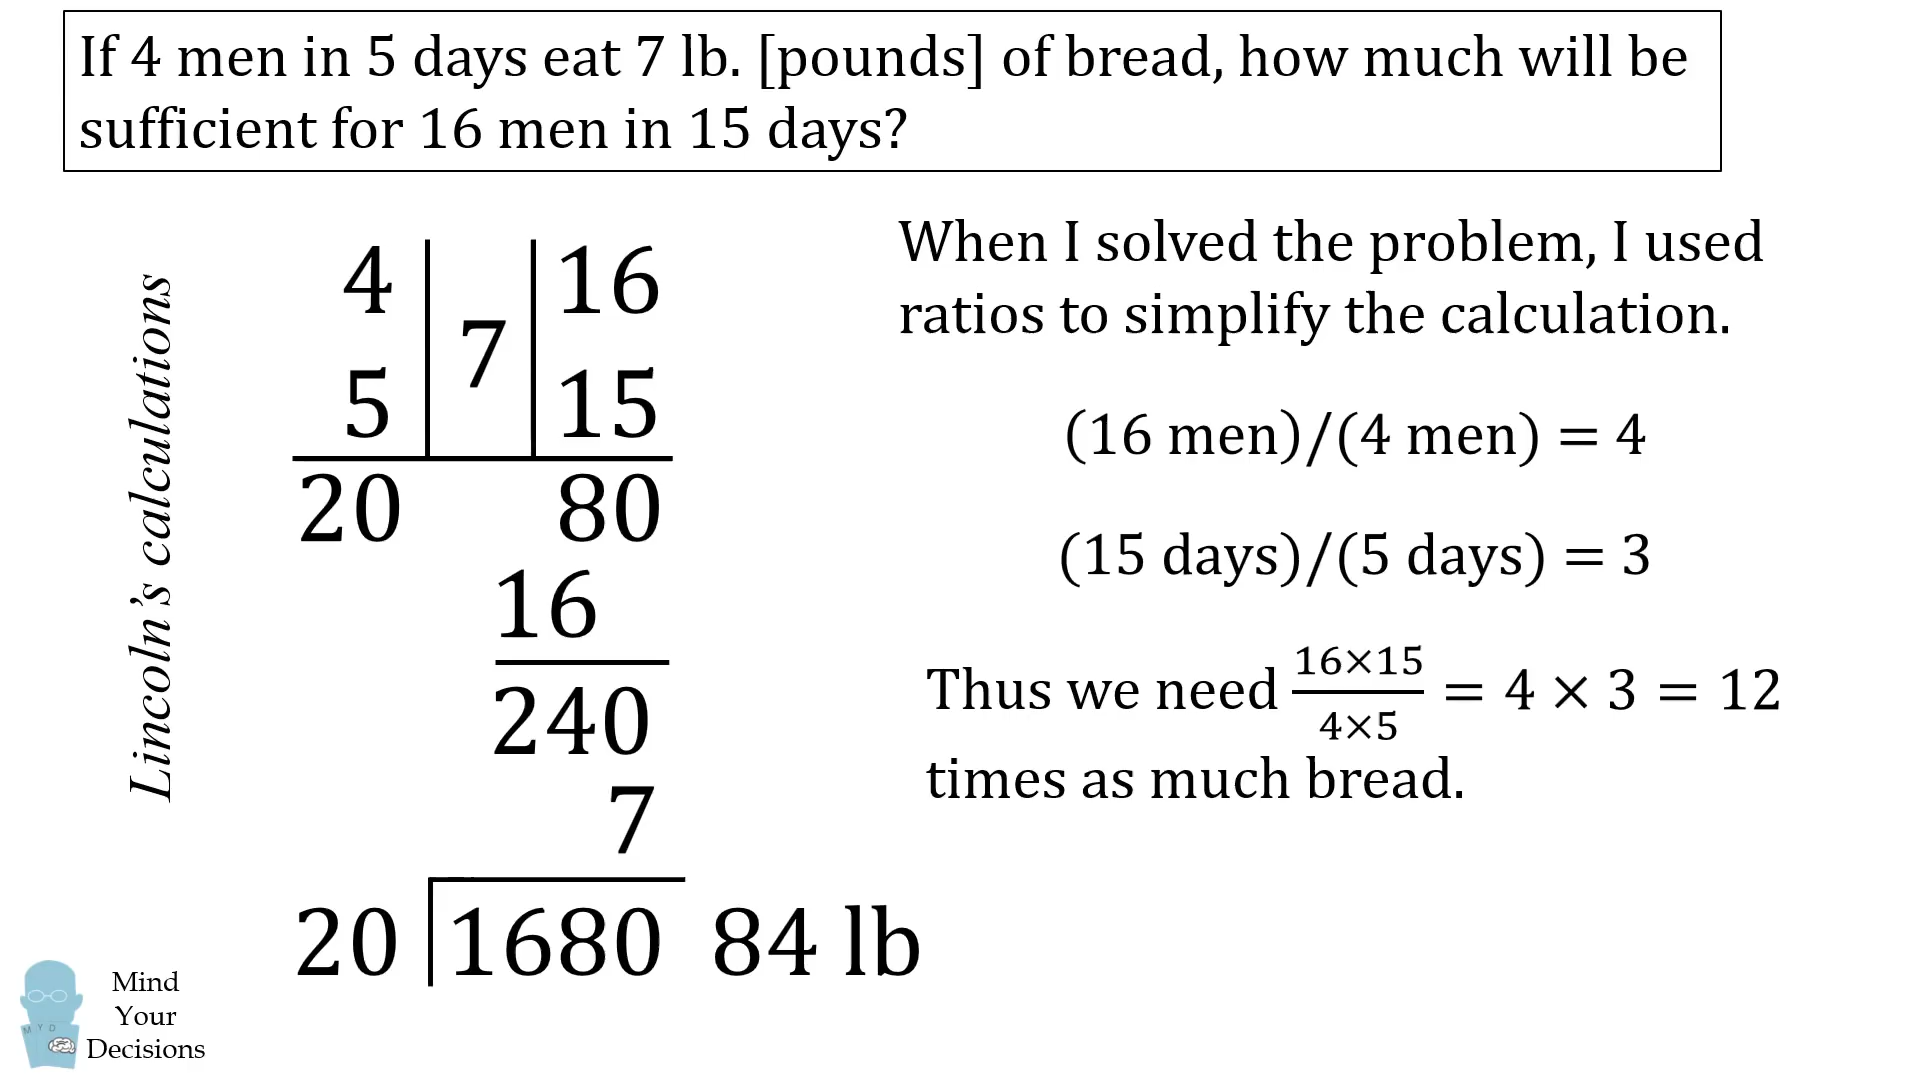 If 4 men in 5 days eat 7 lb. [pounds] of bread, how much will be
sufficient for 16 men in 15 days?
Lincoln's calculations
4 | 7 | 16
5 | 15
20 80
16
240
7
20 1680 84 lb
When I solved the problem, I used
ratios to simplify the calculation.
(16 men)/(4 men) = 4
(15 days)/(5 days) = 3
Thus we need 16×15/4×5 = 4 × 3 = 12
times as much bread.
M Y D
Mind
Your
Decisions